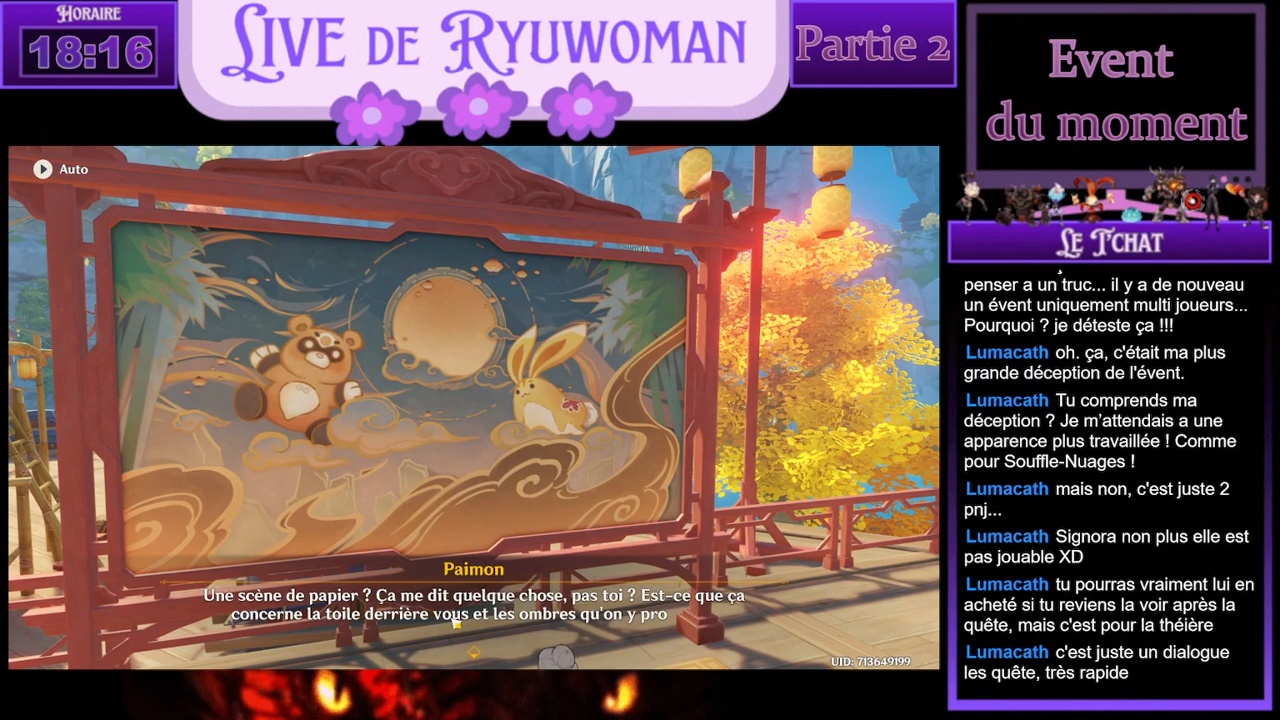 HORAIRE
18:16
LIVE DE RYUWOMAN
Partie 2
Event
du moment
Auto
LE T'CHAT
penser a un truc... il y a de nouveau
un évent uniquement multi joueurs...
Pourquoi ? je déteste ça !!!
Lumacath oh. ça, c'était ma plus
grande déception de l'évent.
Lumacath Tu comprends ma
déception ? Je m'attendais a une
apparence plus travaillée ! Comme
pour Souffle-Nuages !
Lumacath mais non, c'est juste 2
pnj...
Lumacath Signora non plus elle est
pas jouable XD
Lumacath tu pourras vraiment lui en
acheté si tu reviens la voir après la
quête, mais c'est pour la théière
Lumacath c'est juste un dialogue
les quête, très rapide
Paimon
Une scène de papier ? Ça me dit quelque chose, pas toi ? Est-ce que ça
concerne la toile derrière vous et les ombres qu'on y pro
UID: 713649199